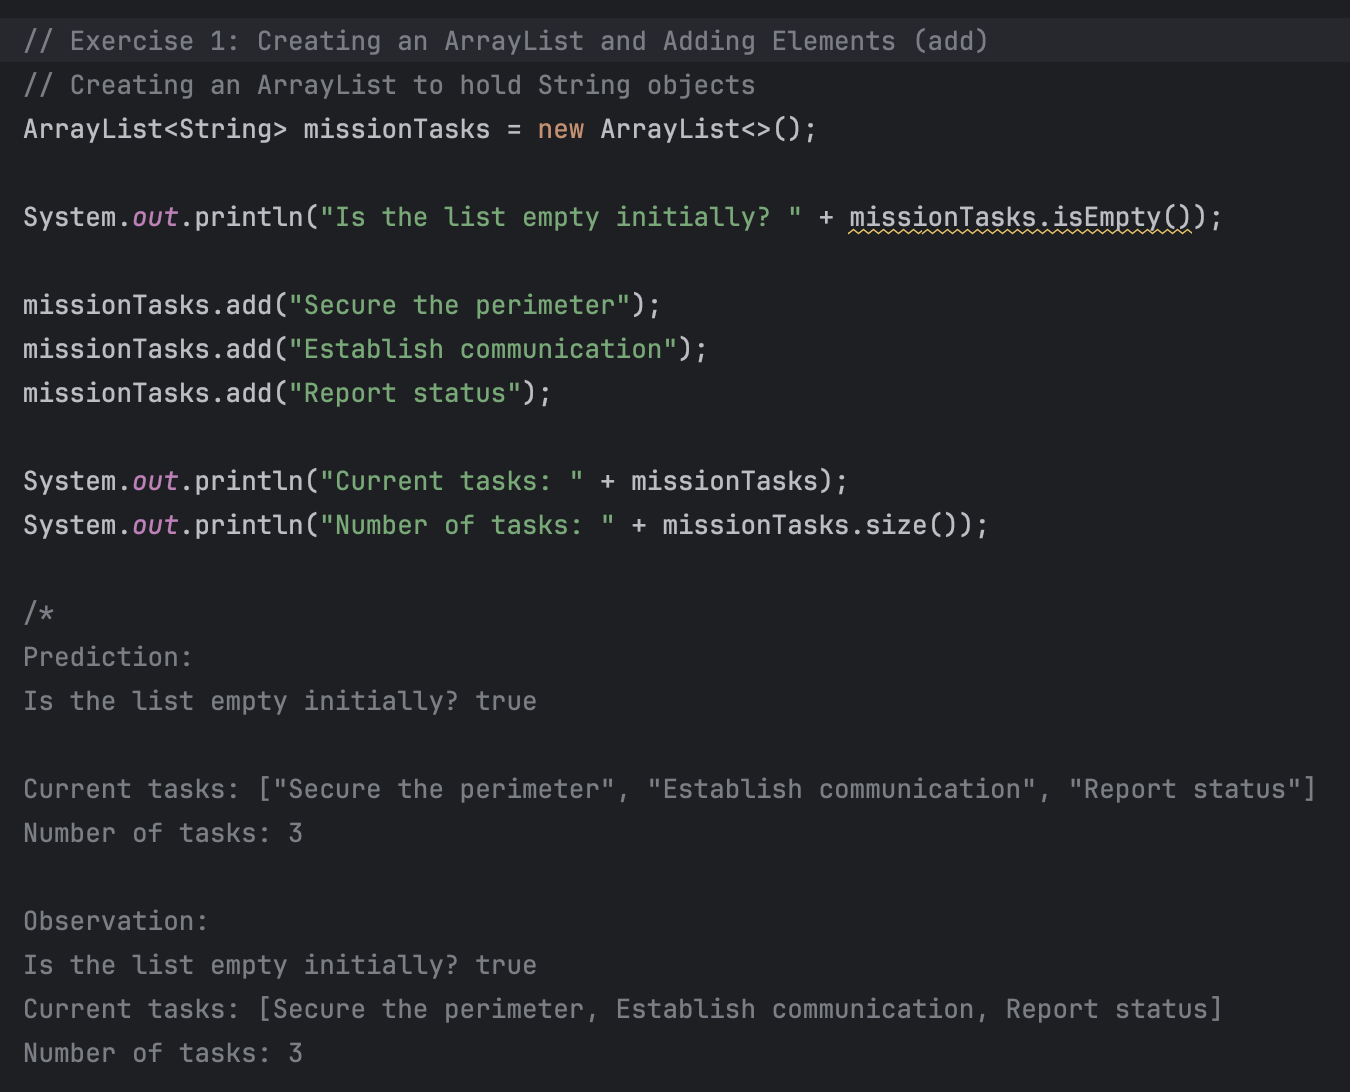 // Exercise 1: Creating an ArrayList and Adding Elements (add)
// Creating an ArrayList to hold String objects
ArrayList<String> missionTasks = new ArrayList<>();
System.out.println("Is the list empty initially? " + missionTasks.isEmpty());
missionTasks.add("Secure the perimeter");
missionTasks.add("Establish communication");
missionTasks.add("Report status");
System.out.println("Current tasks: " + missionTasks);
System.out.println("Number of tasks: " + missionTasks.size());
/*
Prediction:
Is the list empty initially? true
Current tasks: ["Secure the perimeter", "Establish communication", "Report status"]
Number of tasks: 3
Observation:
Is the list empty initially? true
Current tasks: [Secure the perimeter, Establish communication, Report status]
Number of tasks: 3